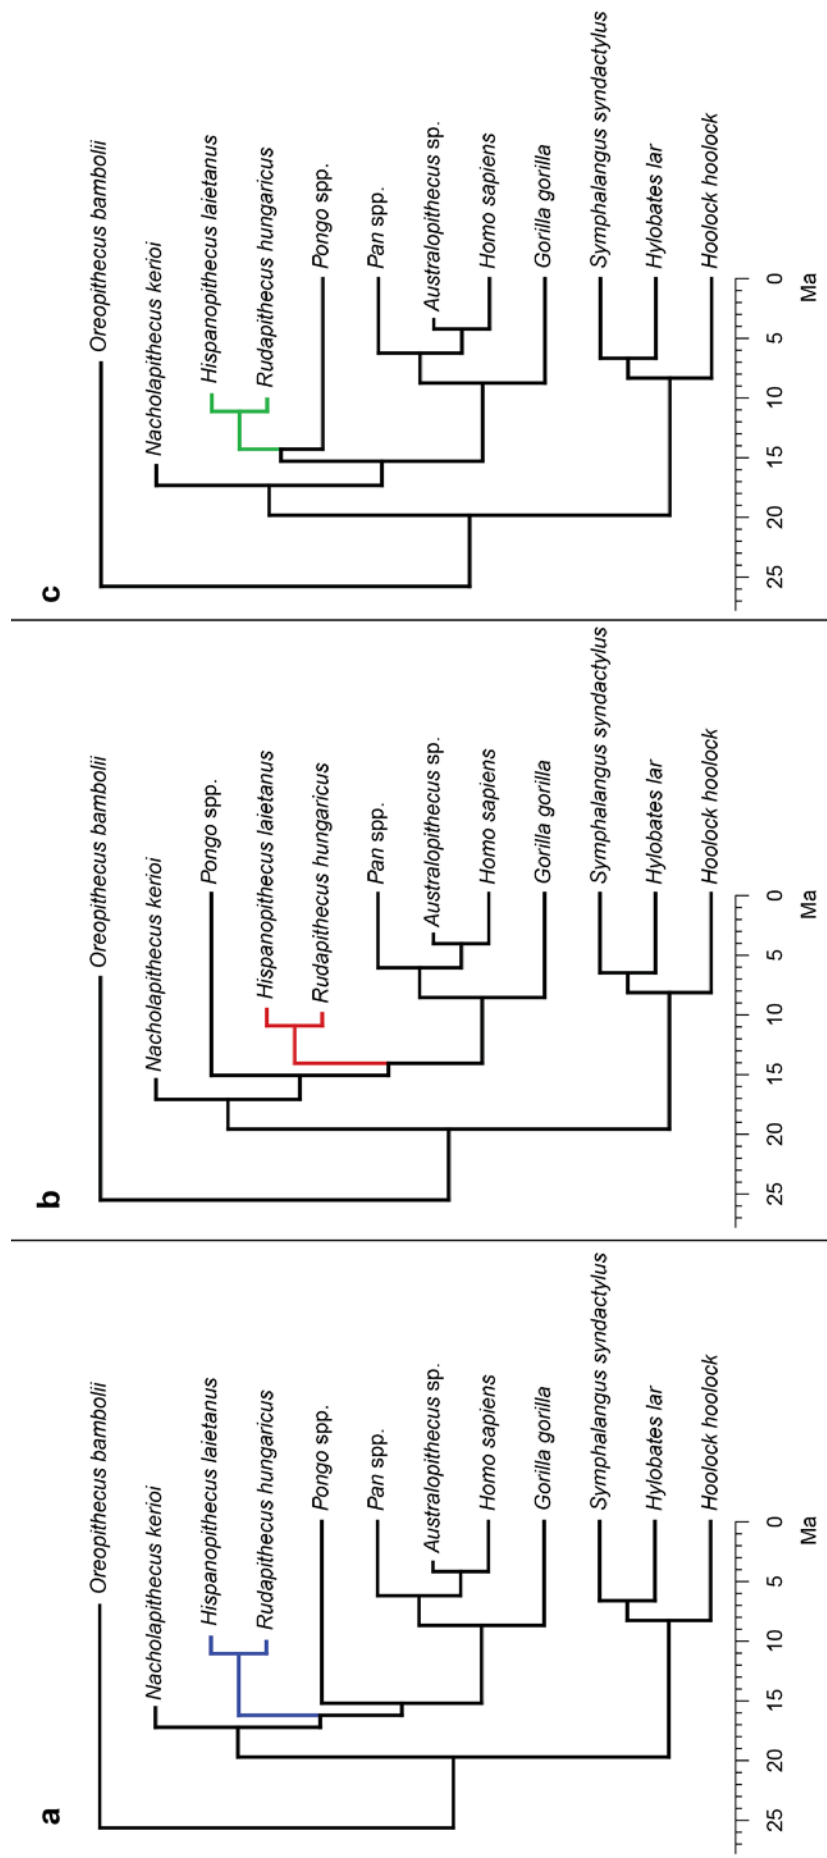 a
Oreopithecus bambolii
Nacholapithecus kerioi
Hispanopithecus laietanus
Rudapithecus hungaricus
Pongo spp.
Pan spp.
Australopithecus sp.
Homo sapiens
Gorilla gorilla
Symphalangus syndactylus
Hylobates lar
Hoolock hoolock
25 20 15 10 5 0
Ma
b
Oreopithecus bambolii
Nacholapithecus kerioi
Pongo spp.
Hispanopithecus laietanus
Rudapithecus hungaricus
Pan spp.
Australopithecus sp.
Homo sapiens
Gorilla gorilla
Symphalangus syndactylus
Hylobates lar
Hoolock hoolock
25 20 15 10 5 0
Ma
c
Oreopithecus bambolii
Nacholapithecus kerioi
Hispanopithecus laietanus
Rudapithecus hungaricus
Pongo spp.
Pan spp.
Australopithecus sp.
Homo sapiens
Gorilla gorilla
Symphalangus syndactylus
Hylobates lar
Hoolock hoolock
25 20 15 10 5 0
Ma